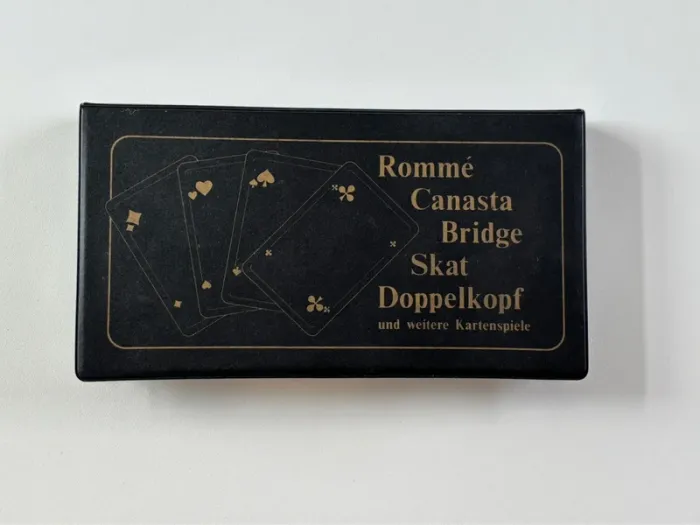 Rommé
Canasta
Bridge
Skat
Doppelkopf
und weitere Kartenspiele